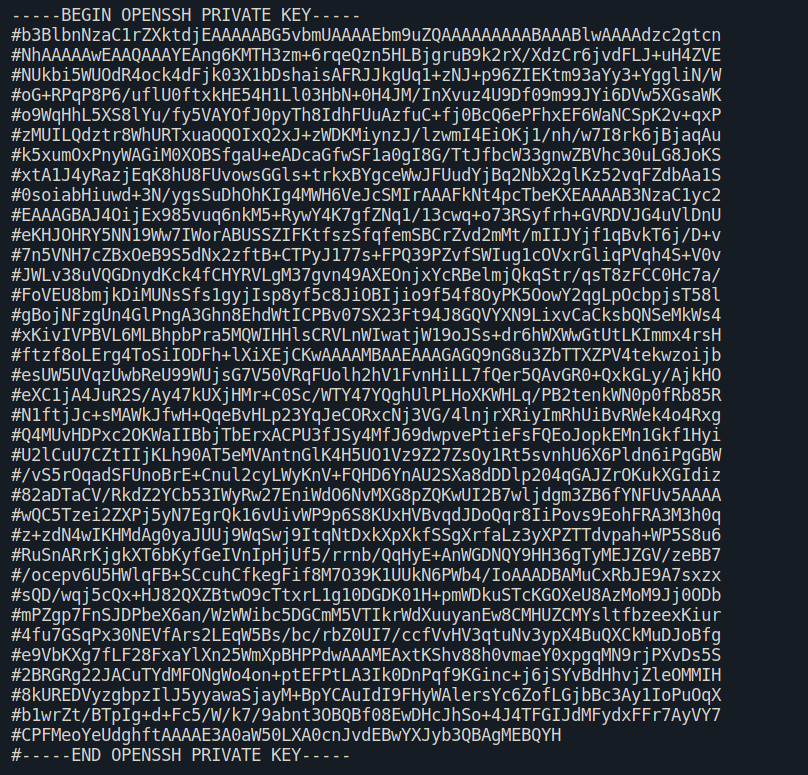 -----BEGIN OPENSSH PRIVATE KEY-----
#b3BlbnNzaC1rZXktdjEAAAAABG5vbmUAAAAEbm9uZQAAAAAAAAABAAABlwAAAAdzc2gtcn
#NhAAAAAwEAAQAAAYEAng6KMTH3zm+6rqeQzn5HLBjgruB9k2rX/XdzCr6jvdFLJ+uH4ZVE
#NUkbi5WUOdR4ock4dFjk03X1bDshaisAFRJJkgUq1+zNJ+p96ZIEKtm93aYy3+YggliN/W
#oG+RPqP8P6/uflU0ftxkHE54H1Ll03HbN+0H4JM/InXvuz4U9Df09m99JYi6DVw5XGsaWK
#o9WqHhL5XS8lYu/fy5VAYOfJ0pyTh8IdhFUuAzfuC+fj0BcQ6ePFhxEF6WaNCSpK2v+qxP
#zMUILQdztr8WhURTxuaOQOIxQ2xJ+zWDKMiynzJ/lzwmI4EiOKj1/nh/w7I8rk6jBjaqAu
#k5xumOxPnyWAGiM0XOBSfgaU+eADcaGfwSF1a0gI8G/TtJfbcW33gnwZBVhc30uLG8JoKS
#xtA1J4yRazjEqK8hU8FUvowsGGls+trkxBYgceWwJFUudYjBq2NbX2glKz52vqFZdbAa1S
#0soiabHiuwd+3N/ygsSuDhOhKIg4MWH6VeJcSMIrAAAFkNt4pcTbeKXEAAAAB3NzaC1yc2
#EAAAGBAJ4OijEx985vuq6nkM5+RywY4K7gfZNq1/13cwq+o73RSyfrh+GVRDVJG4uVlDnU
#eKHJOHRY5NN19Ww7IWorABUSSZIFKtfszSfqfemSBCrZvd2mMt/mIIJYjf1qBvkT6j/D+v
#7n5VNH7cZBxOeB9S5dNx2zftB+CTPyJ177s+FPQ39PZvfSWIug1cOVxrGliqPVqh4S+V0v
#JWLv38uVQGDnydKck4fCHYRVLgM37gvn49AXEOnjxYcRBelmjQkqStr/qsT8zFCC0Hc7a/
#FoVEU8bmjkDiMUNsSfs1gyjIsp8yf5c8JiOBIjio9f54f8OyPK5OowY2qgLpOcbpjsT58l
#gBojNFzgUn4GlPngA3Ghn8EhdWtICPBv07SX23Ft94J8GQVYXN9LixvCaCksbQNSeMkWs4
#xKivIVPBVL6MLBhpbPra5MQWIHHlsCRVLnWIwatjW19oJSs+dr6hWXWwGtUtLKImmx4rsH
#ftzf8oLErg4ToSiIODFh+lXiXEjCKwAAAAMBAAEAAAGAGQ9nG8u3ZbTTXZPV4tekwzoijb
#esUW5UVqzUwbReU99WUjsG7V50VRqFUolh2hV1FvnHiLL7fQer5QAvGR0+QxkGLy/AjkHO
#eXC1jA4JuR2S/Ay47kUXjHMr+C0Sc/WTY47YQghUlPLHoXKWHLq/PB2tenkWN0p0fRb85R
#N1ftjJc+sMAWkJfwH+QqeBvHLp23YqJeCORxcNj3VG/4lnjrXRiyImRhUiBvRWek4o4Rxg
#Q4MUvHDPxc2OKWaIIBbjTbErxACPU3fJSy4MfJ69dwpvePtieFsFQEoJopkEMn1Gkf1Hyi
#U2lCuU7CZtIIjKLh90AT5eMVAntnGlK4H5UO1Vz9Z27ZsOy1Rt5svnhU6X6Pldn6iPgGBW
#/vS5rOqadSFUnoBrE+Cnul2cyLWyKnV+FQHD6YnAU2SXa8dDDlp204qGAJZrOKukXGIdiz
#82aDTaCV/RkdZ2YCb53IWyRw27EniWdO6NvMXG8pZQKwUI2B7wljdgm3ZB6fYNFUv5AAAA
#wQC5Tzei2ZXPj5yN7EgrQk16vUivWP9p6S8KUxHVBvqdJDoQqr8IiPovs9EohFRA3M3h0q
#z+zdN4wIKHMdAg0yaJUUj9WqSwj9ItqNtDxkXpXkfSSgXrfaLz3yXPZTTdvpah+WP5S8u6
#RuSnARrKjgkXT6bKyfGeIVnIpHjUf5/rrnb/QqHyE+AnWGDNQY9HH36gTyMEJZGV/zeBB7
#/ocepv6U5HWlqFB+SCcuhCfkegFif8M7O39K1UUkN6PWb4/IoAAADBAMuCxRbJE9A7sxzx
#sQD/wqj5cQx+HJ82QXZBtwO9cTtxrL1g10DGDK01H+pmWDkuSTcKGOXeU8AzMoM9Jj0ODb
#mPZgp7FnSJDPbeX6an/WzWWibc5DGCmM5VTIkrWdXuuyanEw8CMHUZCMYsltfbzeexKiur
#4fu7GSqPx30NEVfArs2LEqW5Bs/bc/rbZ0UI7/ccfVvHV3qtuNv3ypX4BuQXCkMuDJoBfg
#e9VbKXg7fLF28FxaYlXn25WmXpBHPPdwAAAMEAxtKShv88h0vmaeY0xpgqMN9rjPXvDs5S
#2BRGRg22JACuTYdMFONgWo4on+ptEFPtLA3Ik0DnPqf9KGinc+j6jSYvBdHhvjZleOMMIH
#8kUREDVyzgbpzIlJ5yyawaSjayM+BpYCAuIdI9FHyWAlersYc6ZofLGjbBc3Ay1IoPuOqX
#b1wrZt/BTpIg+d+Fc5/W/k7/9abnt3OBQBf08EwDHcJhSo+4J4TFGIJdMFydxFFr7AyVY7
#CPFMeoYeUdghftAAAAE3A0aW50LXA0cnJvdEBwYXJyb3QBAgMEBQYH
#-----END OPENSSH PRIVATE KEY-----